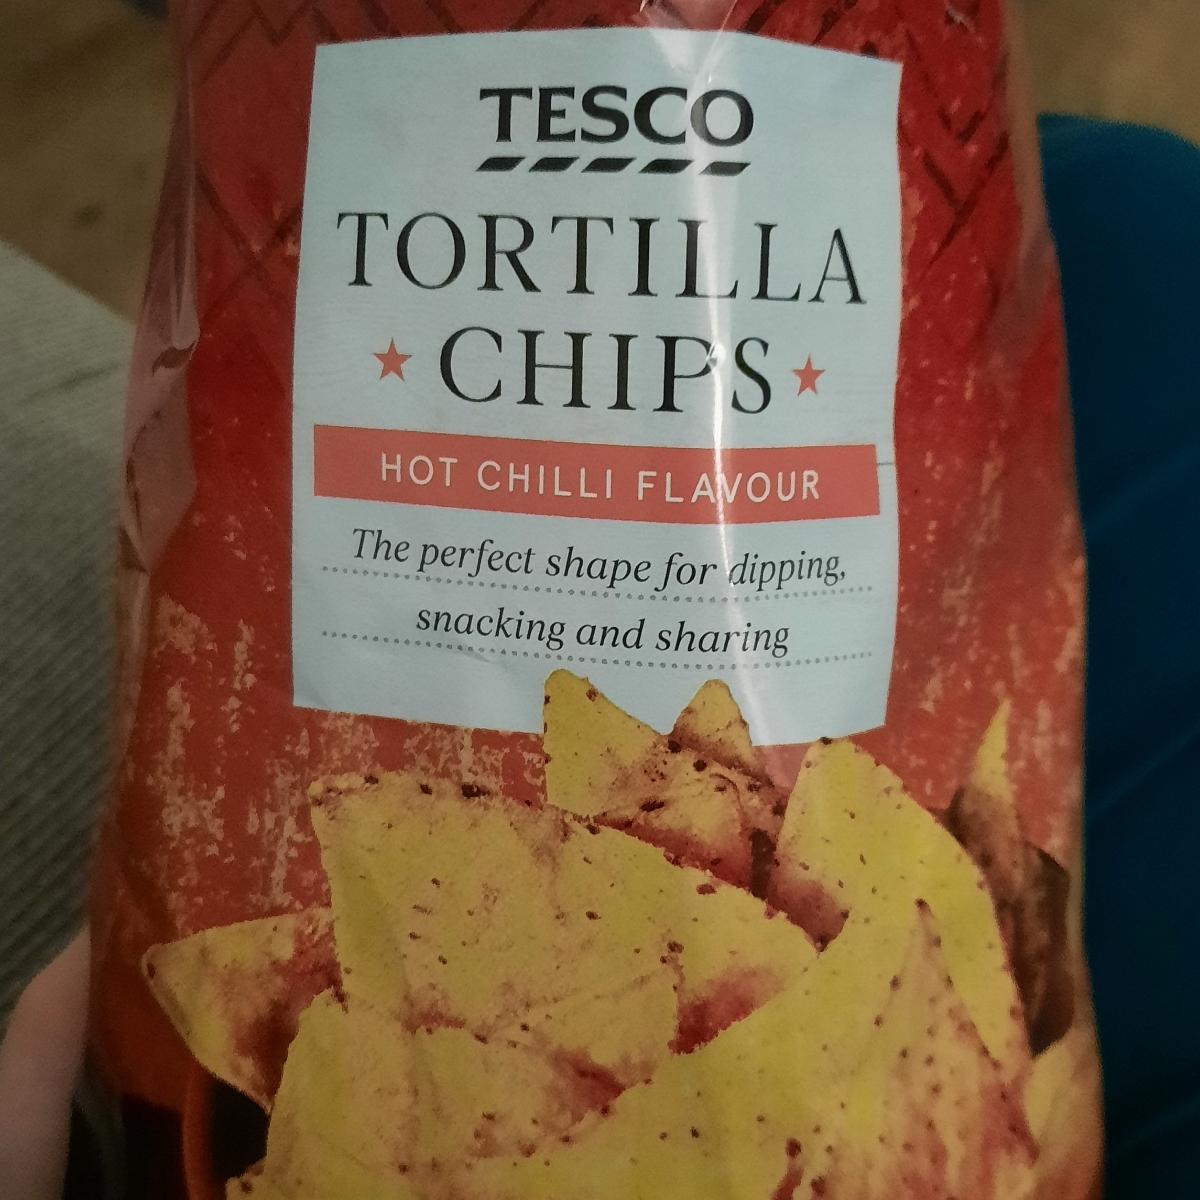 TESCO
TORTILLA
CHIPS
HOT CHILLI FLAVOUR
The perfect shape for dipping,
snacking and sharing